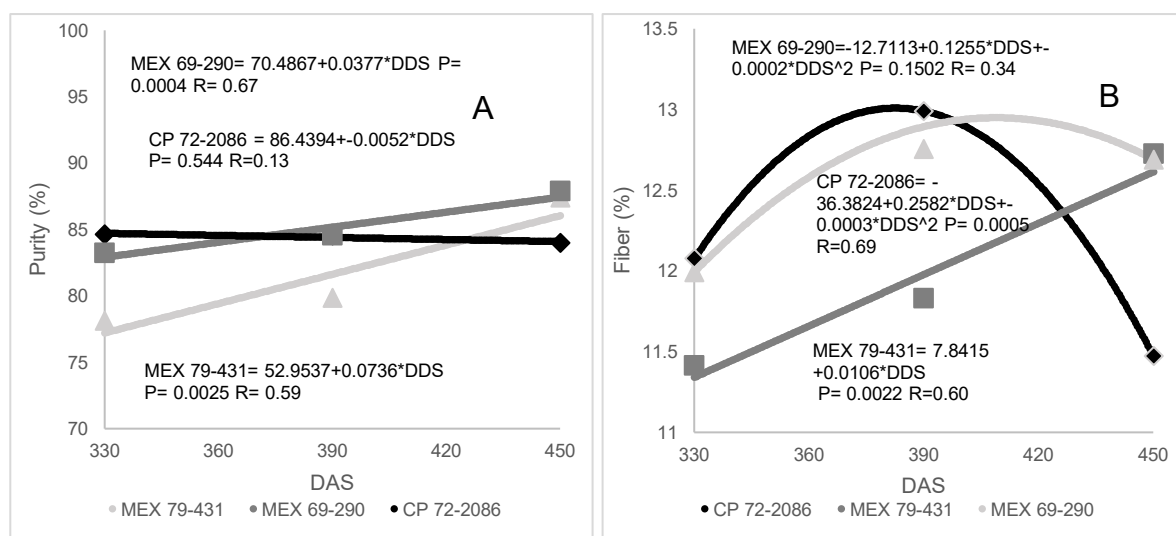 100
95
90
85
80
75
70
Purity (%)
MEX 69-290= 70.4867+0.0377*DDS P=
0.0004 R= 0.67
A
CP 72-2086 = 86.4394+-0.0052*DDS
P= 0.544 R=0.13
MEX 79-431= 52.9537+0.0736*DDS
P= 0.0025 R= 0.59
330 360 390 420 450
DAS
MEX 79-431 MEX 69-290 CP 72-2086
13.5
13
12.5
12
11.5
11
Fiber (%)
MEX 69-290=-12.7113+0.1255*DDS+-
0.0002*DDS^2 P= 0.1502 R= 0.34
B
CP 72-2086= -
36.3824+0.2582*DDS+-
0.0003*DDS^2 P= 0.0005
R=0.69
MEX 79-431= 7.8415
+0.0106*DDS
P= 0.0022 R=0.60
330 360 390 420 450
DAS
CP 72-2086 MEX 79-431 MEX 69-290